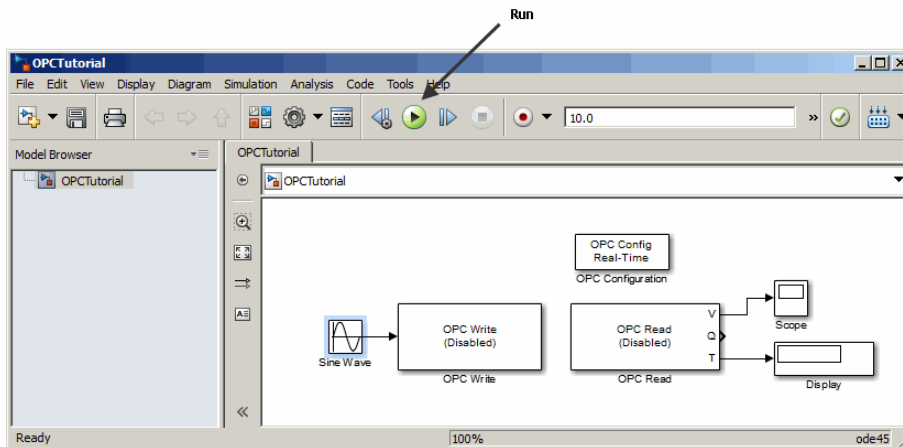 Run
OPCTutorial
File Edit View Display Diagram Simulation Analysis Code Tools Help
10.0
»
Model Browser
OPCTutorial
OPCTutorial
OPCTutorial
OPC Config
Real-Time
OPC Configuration
Sine Wave
OPC Write
(Disabled)
OPC Write
OPC Read
(Disabled)
V
Q
T
OPC Read
Scope
Display
Ready 100% ode45